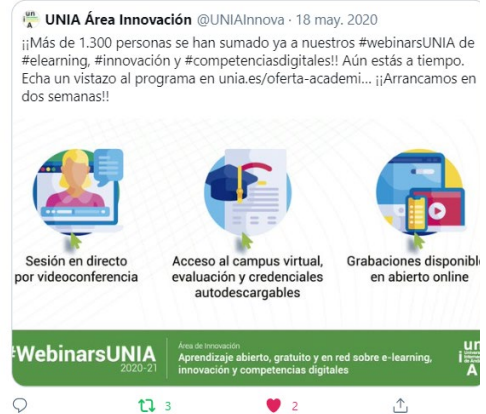 UNIA Área Innovación @UNIAInnova · 18 may. 2020
¡¡Más de 1.300 personas se han sumado ya a nuestros #webinarsUNIA de
#elearning, #innovación y #competenciasdigitales!! Aún estás a tiempo.
Echa un vistazo al programa en unia.es/oferta-academi... ¡¡Arrancamos en
dos semanas!!
Sesión en directo
por videoconferencia
Acceso al campus virtual,
evaluación y credenciales
autodescargables
Grabaciones disponible
en abierto online
#WebinarsUNIA
2020-21
Área de Innovación
Aprendizaje abierto, gratuito y en red sobre e-learning,
innovación y competencias digitales
un
i
A
3
2